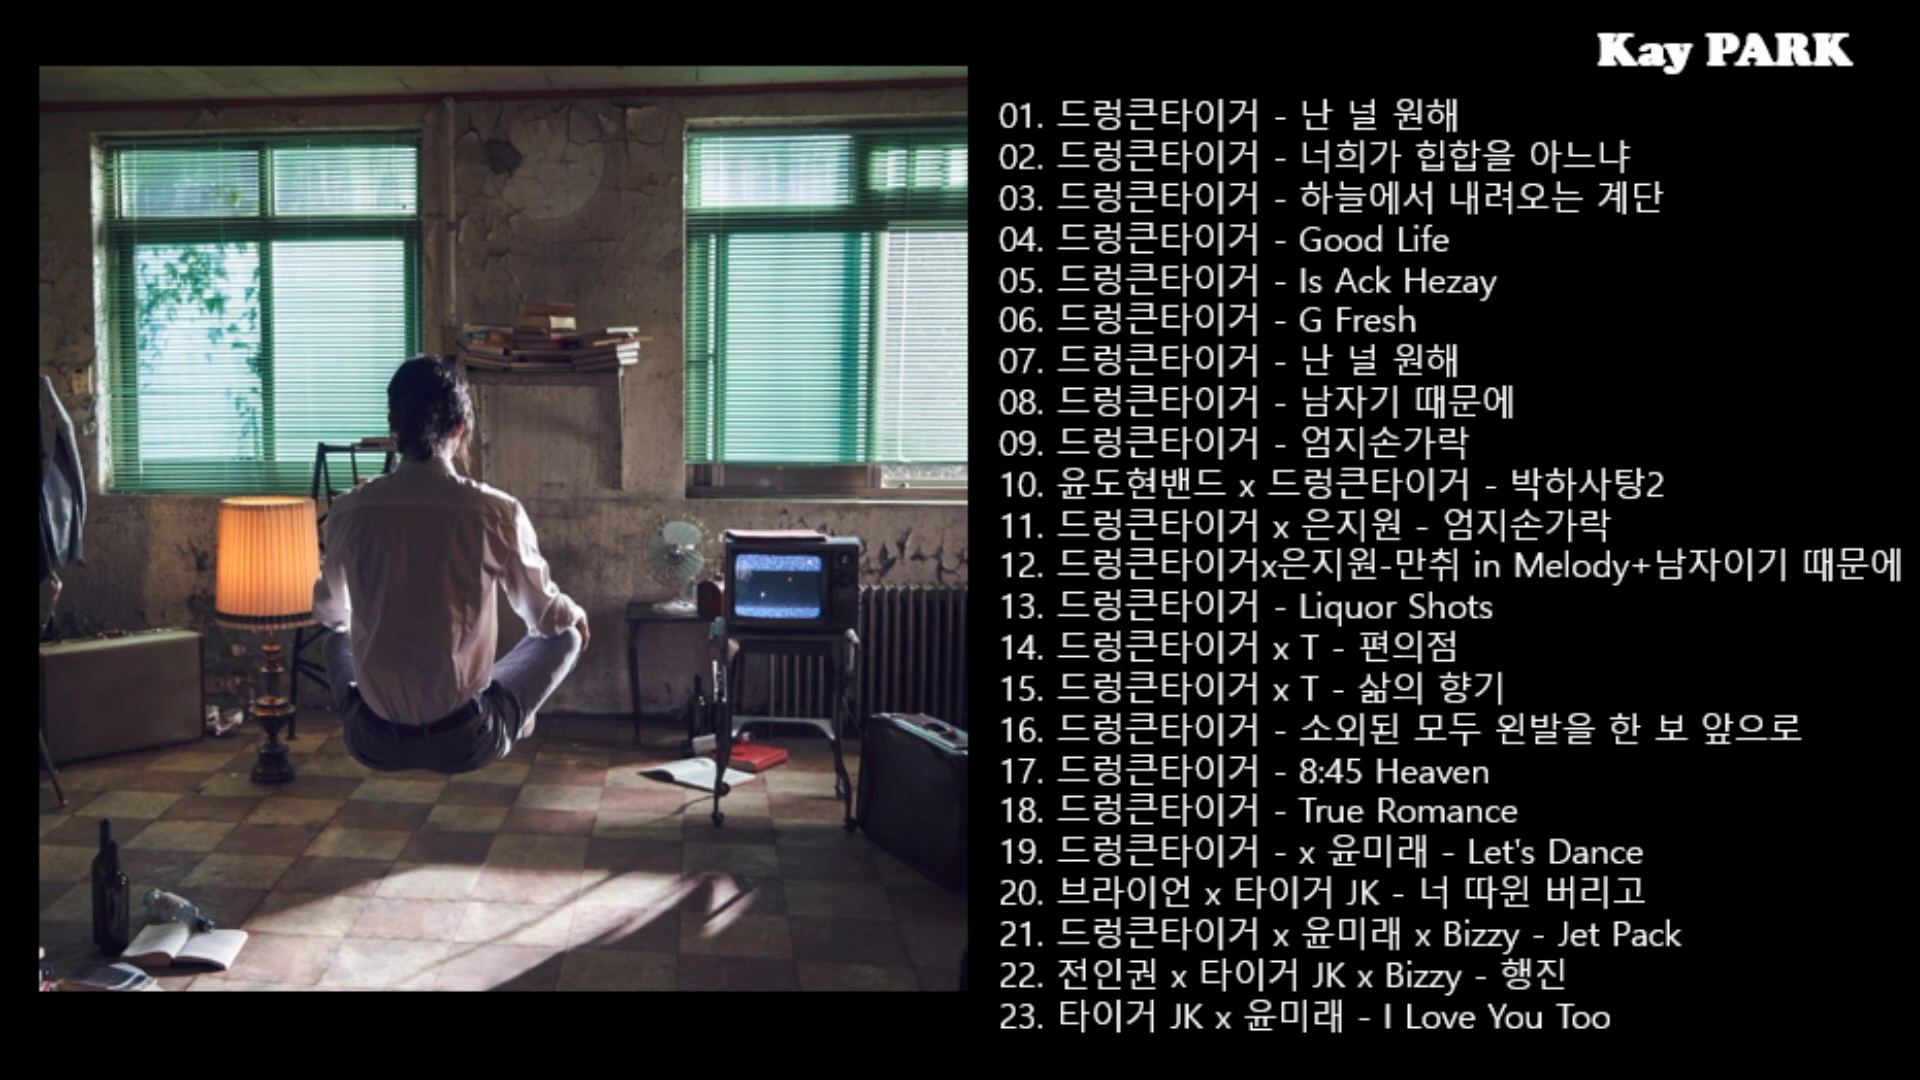 Kay PARK
01. 드렁큰타이거 - 난 널 원해
02. 드렁큰타이거 - 너희가 힙합을 아느냐
03. 드렁큰타이거 - 하늘에서 내려오는 계단
04. 드렁큰타이거 - Good Life
05. 드렁큰타이거 - Is Ack Hezay
06. 드렁큰타이거 - G Fresh
07. 드렁큰타이거 - 난 널 원해
08. 드렁큰타이거 - 남자기 때문에
09. 드렁큰타이거 - 엄지손가락
10. 윤도현밴드 x 드렁큰타이거 - 박하사탕2
11. 드렁큰타이거 x 은지원 - 엄지손가락
12. 드렁큰타이거x은지원-만취 in Melody+남자이기 때문에
13. 드렁큰타이거 - Liquor Shots
14. 드렁큰타이거 x T - 편의점
15. 드렁큰타이거 x T - 삶의 향기
16. 드렁큰타이거 - 소외된 모두 왼발을 한 보 앞으로
17. 드렁큰타이거 - 8:45 Heaven
18. 드렁큰타이거 - True Romance
19. 드렁큰타이거 - x 윤미래 - Let's Dance
20. 브라이언 x 타이거 JK - 너 따윈 버리고
21. 드렁큰타이거 x 윤미래 x Bizzy - Jet Pack
22. 전인권 x 타이거 JK x Bizzy - 행진
23. 타이거 JK x 윤미래 - I Love You Too